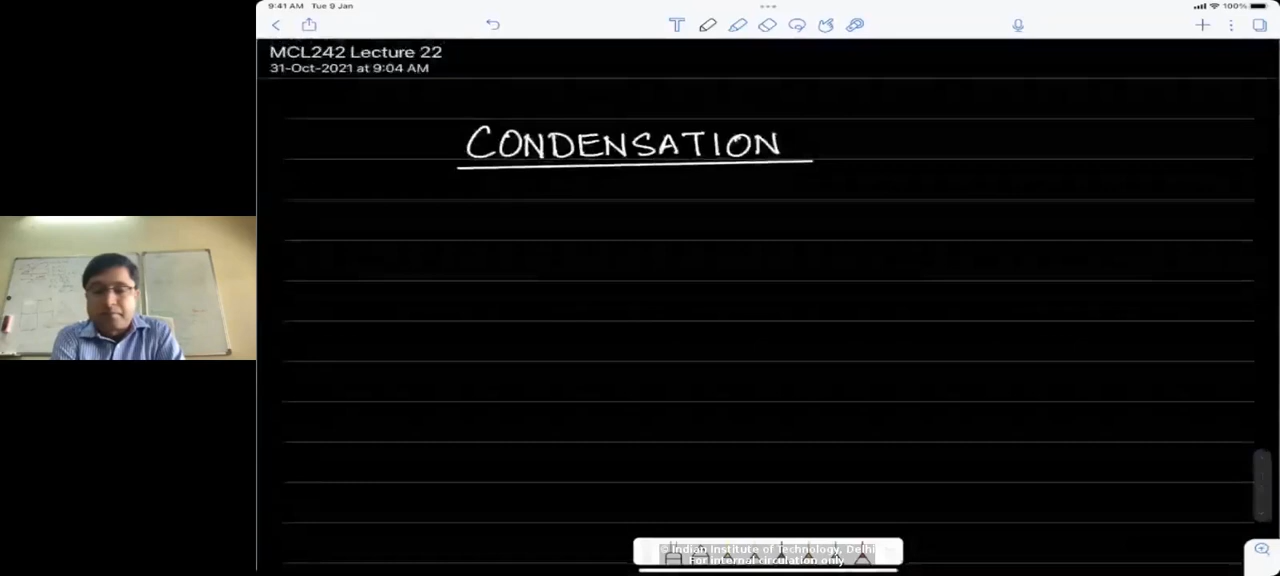 9:41 AM Tue 9 Jan
100%
MCL242 Lecture 22
31-Oct-2021 at 9:04 AM
CONDENSATION
© Indian Institute of Technology, Delhi
For internal circulation only